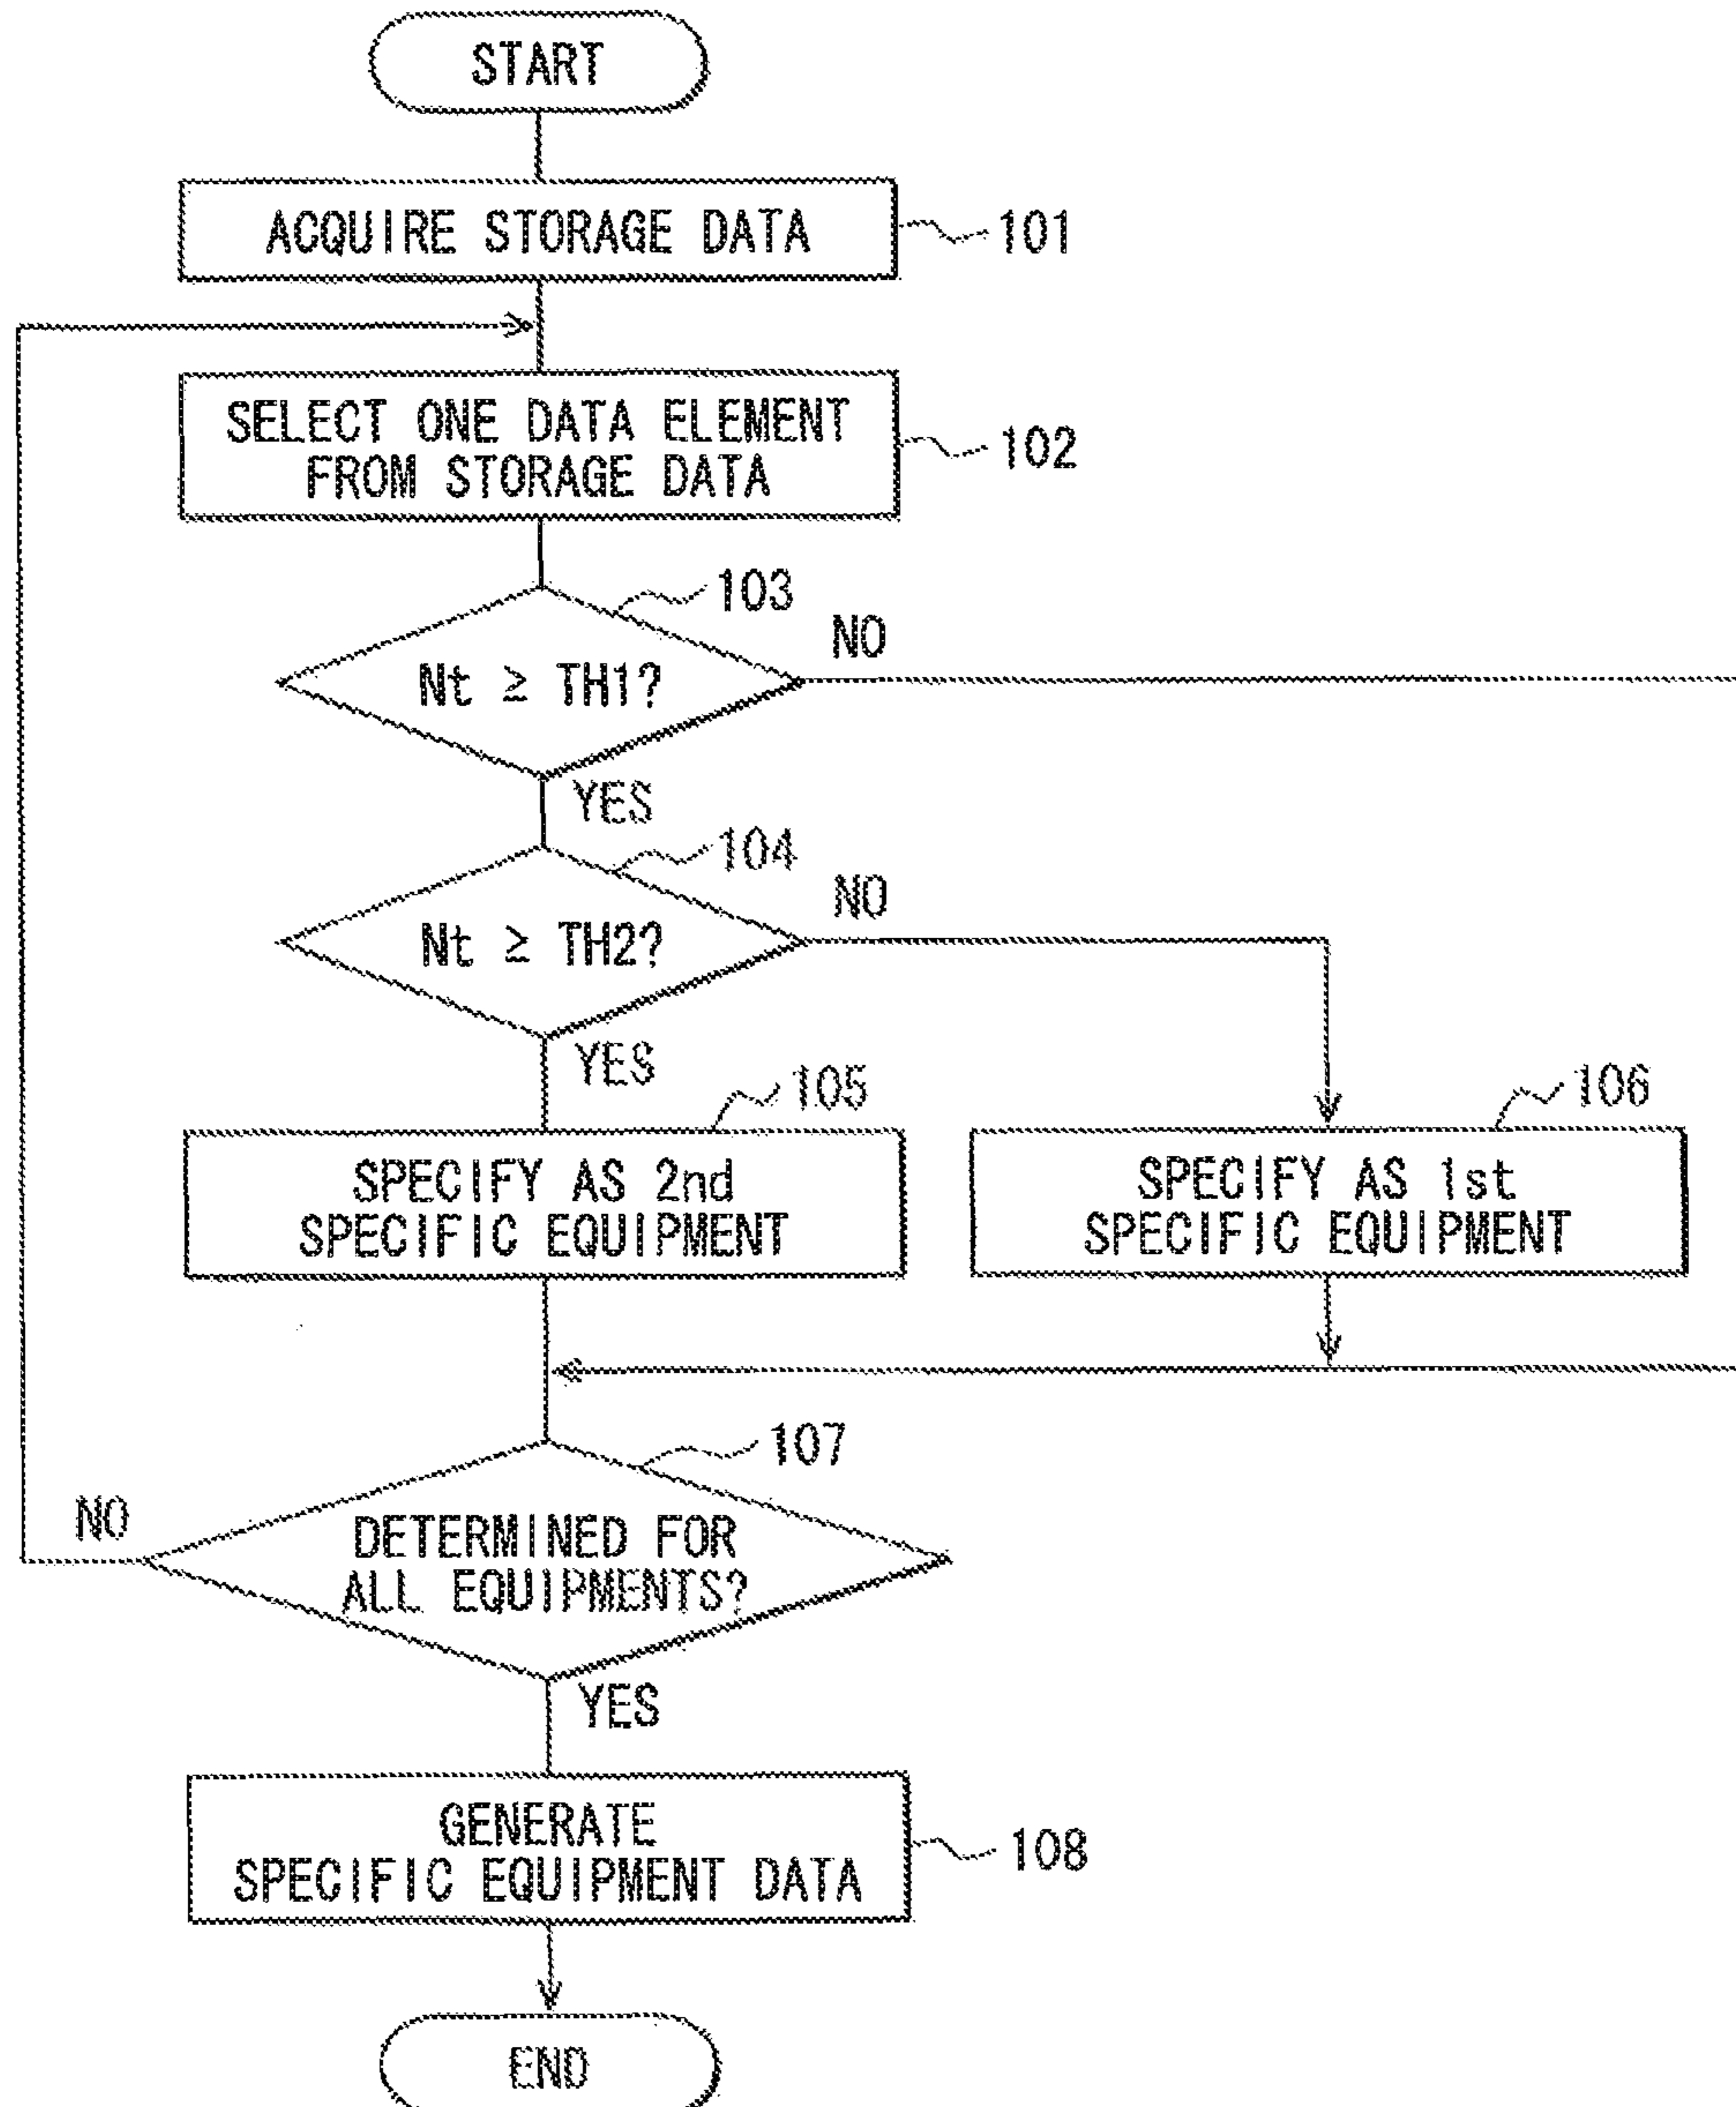 START
ACQUIRE STORAGE DATA
101
SELECT ONE DATA ELEMENT
FROM STORAGE DATA
102
103
Nt ≥ TH1?
NO
YES
104
Nt ≥ TH2?
NO
YES
105
SPECIFY AS 2nd
SPECIFIC EQUIPMENT
106
SPECIFY AS 1st
SPECIFIC EQUIPMENT
107
DETERMINED FOR
ALL EQUIPMENTS?
NO
YES
GENERATE
SPECIFIC EQUIPMENT DATA
108
END